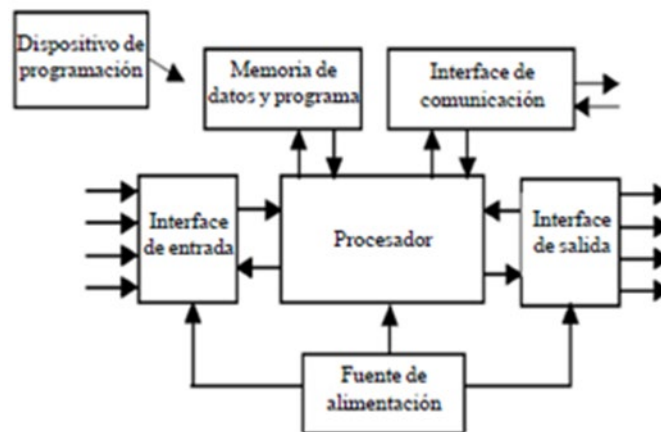 Dispositivo de
programación
Memoria de
datos y programa
Interface de
comunicación
Interface
de entrada
Procesador
Interface
de salida
Fuente de
alimentación